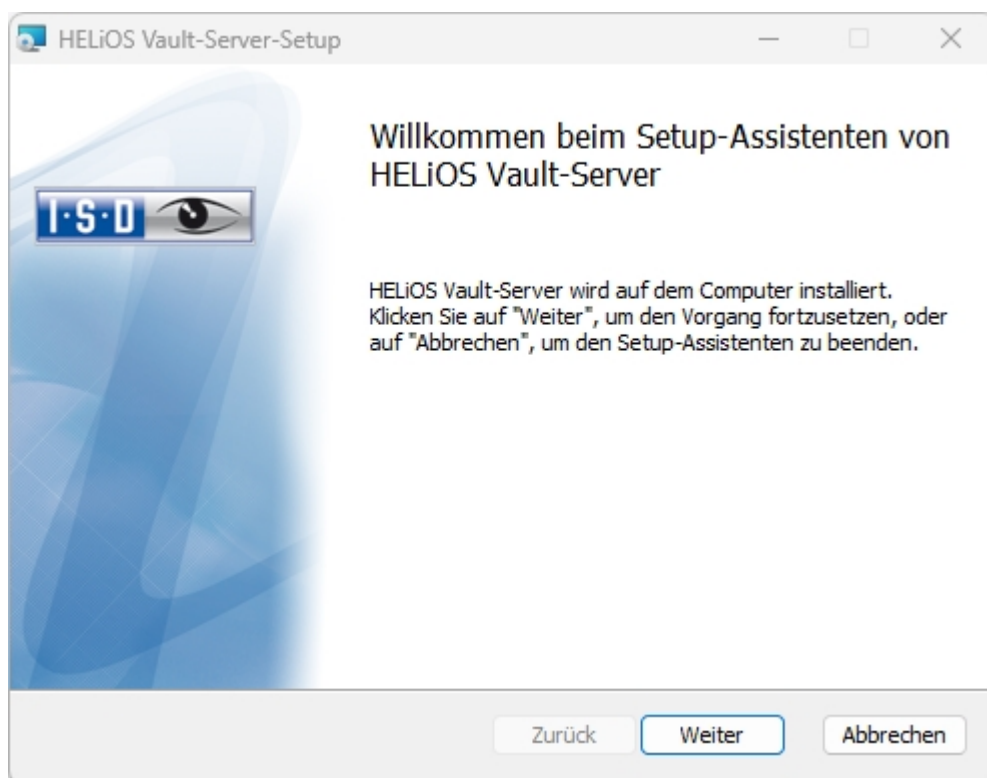 HELiOS Vault-Server-Setup
Willkommen beim Setup-Assistenten von
HELiOS Vault-Server
I·S·D
HELiOS Vault-Server wird auf dem Computer installiert.
Klicken Sie auf "Weiter", um den Vorgang fortzusetzen, oder
auf "Abbrechen", um den Setup-Assistenten zu beenden.
Zurück Weiter Abbrechen